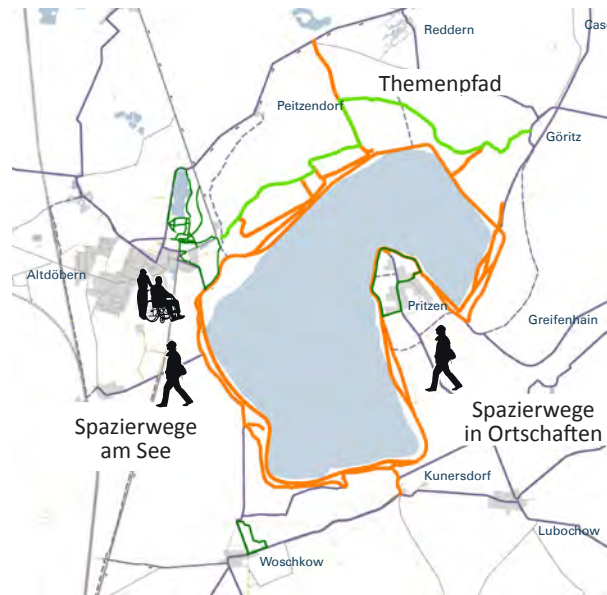 Reddern
Cas
Themenpfad
Peitzendorf
Göritz
Altdöbern
Pritzen
Greifenhain
Spazierwege
am See
Spazierwege
in Ortschaften
Kunersdorf
Lubochow
Woschkow